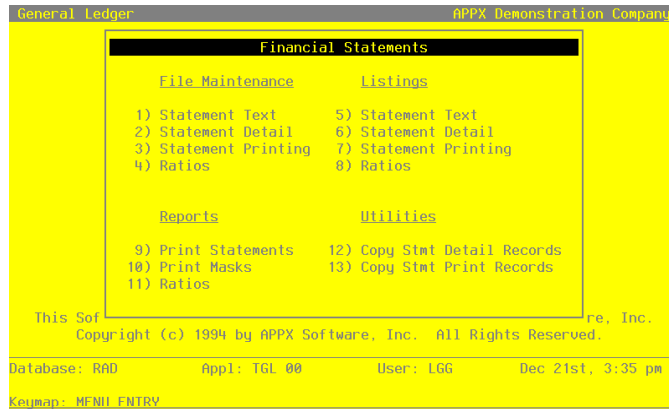 General Ledger APPX Demonstration Company
Financial Statements
File Maintenance Listings
1) Statement Text 5) Statement Text
2) Statement Detail 6) Statement Detail
3) Statement Printing 7) Statement Printing
4) Ratios 8) Ratios
Reports Utilities
9) Print Statements 12) Copy Stmt Detail Records
10) Print Masks 13) Copy Stmt Print Records
11) Ratios
This Sof re, Inc.
Copyright (c) 1994 by APPX Software, Inc. All Rights Reserved.
Database: RAD Appl: TGL 00 User: LGG Dec 21st, 3:35 pm
Keymap: MENU ENTRY